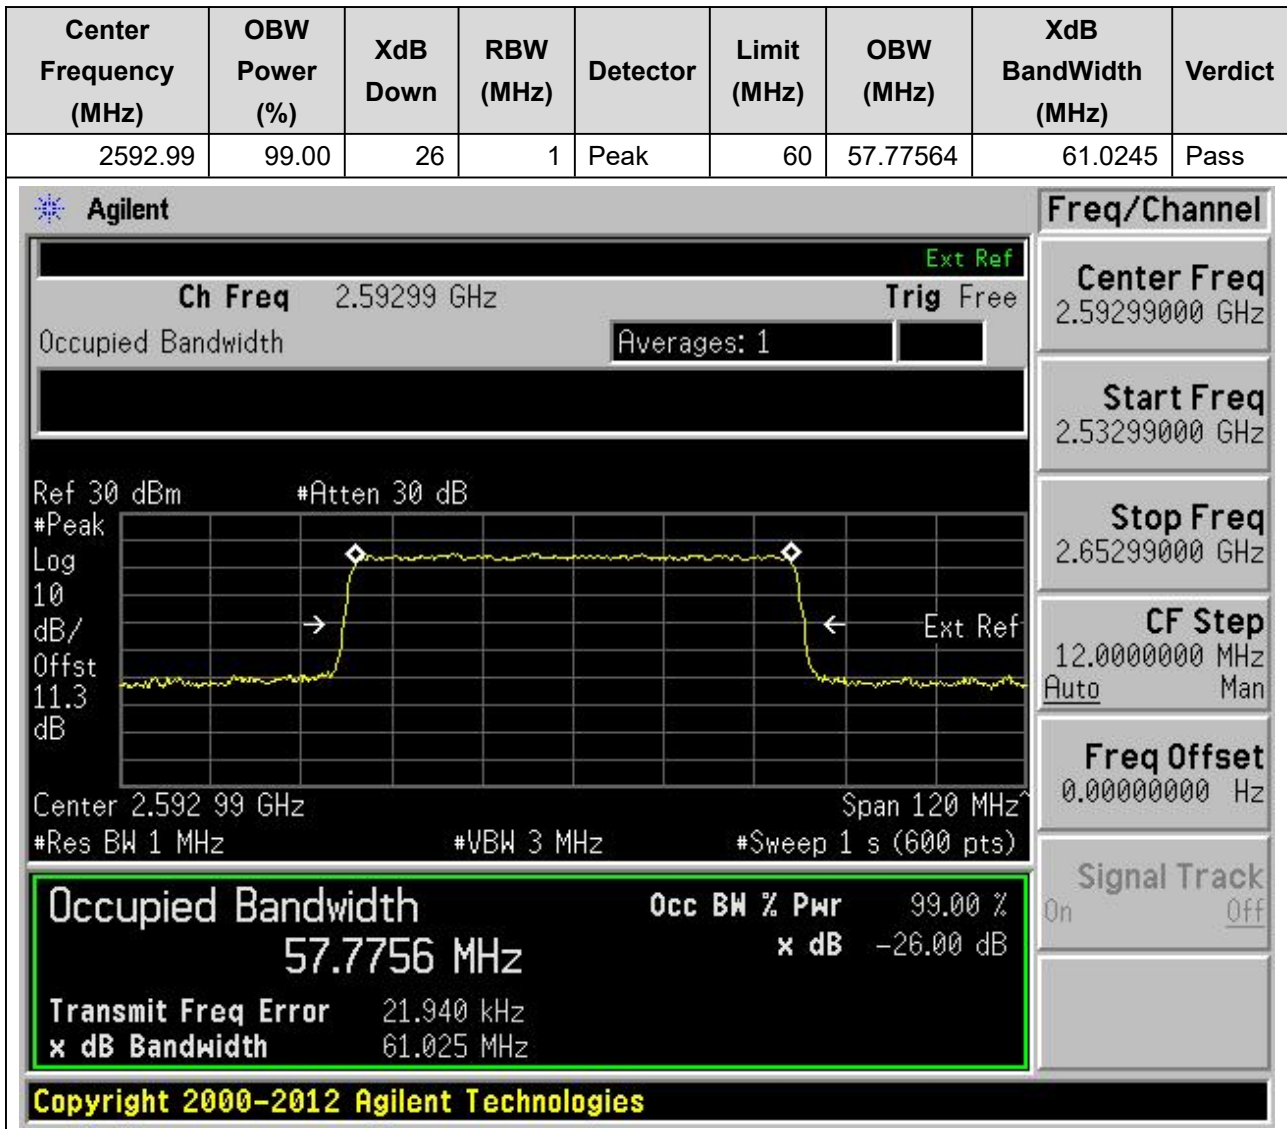 Center Frequency (MHz) OBW Power (%) XdB Down RBW (MHz) Detector Limit (MHz) OBW (MHz) XdB BandWidth (MHz) Verdict
2592.99 99.00 26 1 Peak 60 57.77564 61.0245 Pass
Agilent
Freq/Channel
Ext Ref
Ch Freq 2.59299 GHz Trig Free
Occupied Bandwidth Averages: 1
Center Freq
2.59299000 GHz
Start Freq
2.53299000 GHz
Stop Freq
2.65299000 GHz
CF Step
12.0000000 MHz
Auto Man
Freq Offset
0.00000000 Hz
Signal Track
On Off
Ref 30 dBm #Atten 30 dB
#Peak
Log
10
dB/
Offst
11.3
dB
Ext Ref
Center 2.592 99 GHz Span 120 MHz^
#Res BW 1 MHz #VBW 3 MHz #Sweep 1 s (600 pts)
Occupied Bandwidth Occ BW % Pwr 99.00 %
57.7756 MHz x dB -26.00 dB
Transmit Freq Error 21.940 kHz
x dB Bandwidth 61.025 MHz
Copyright 2000-2012 Agilent Technologies